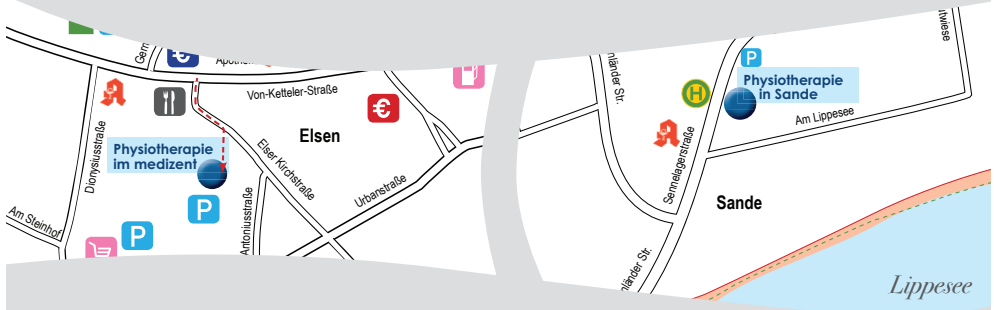 Von-Ketteler-Straße
Elsen
Physiotherapie
im medizent
Dionysiusstraße
Elser Kirchstraße
Urbanstraße
Antoniusstraße
Am Steinhof
P
P
€
€
P
Physiotherapie
in Sande
H
Am Lippesee
Sennelagerstraße
Sande
Lippesee